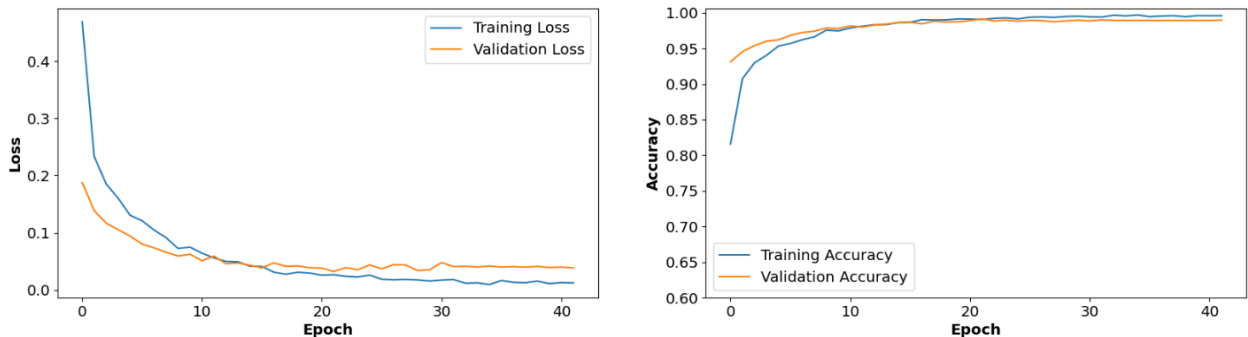 Training Loss
Validation Loss
0.4
0.3
0.2
0.1
0.0
Loss
0 10 20 30 40
Epoch
1.00
0.95
0.90
0.85
0.80
0.75
0.70
0.65
0.60
Accuracy
Training Accuracy
Validation Accuracy
0 10 20 30 40
Epoch